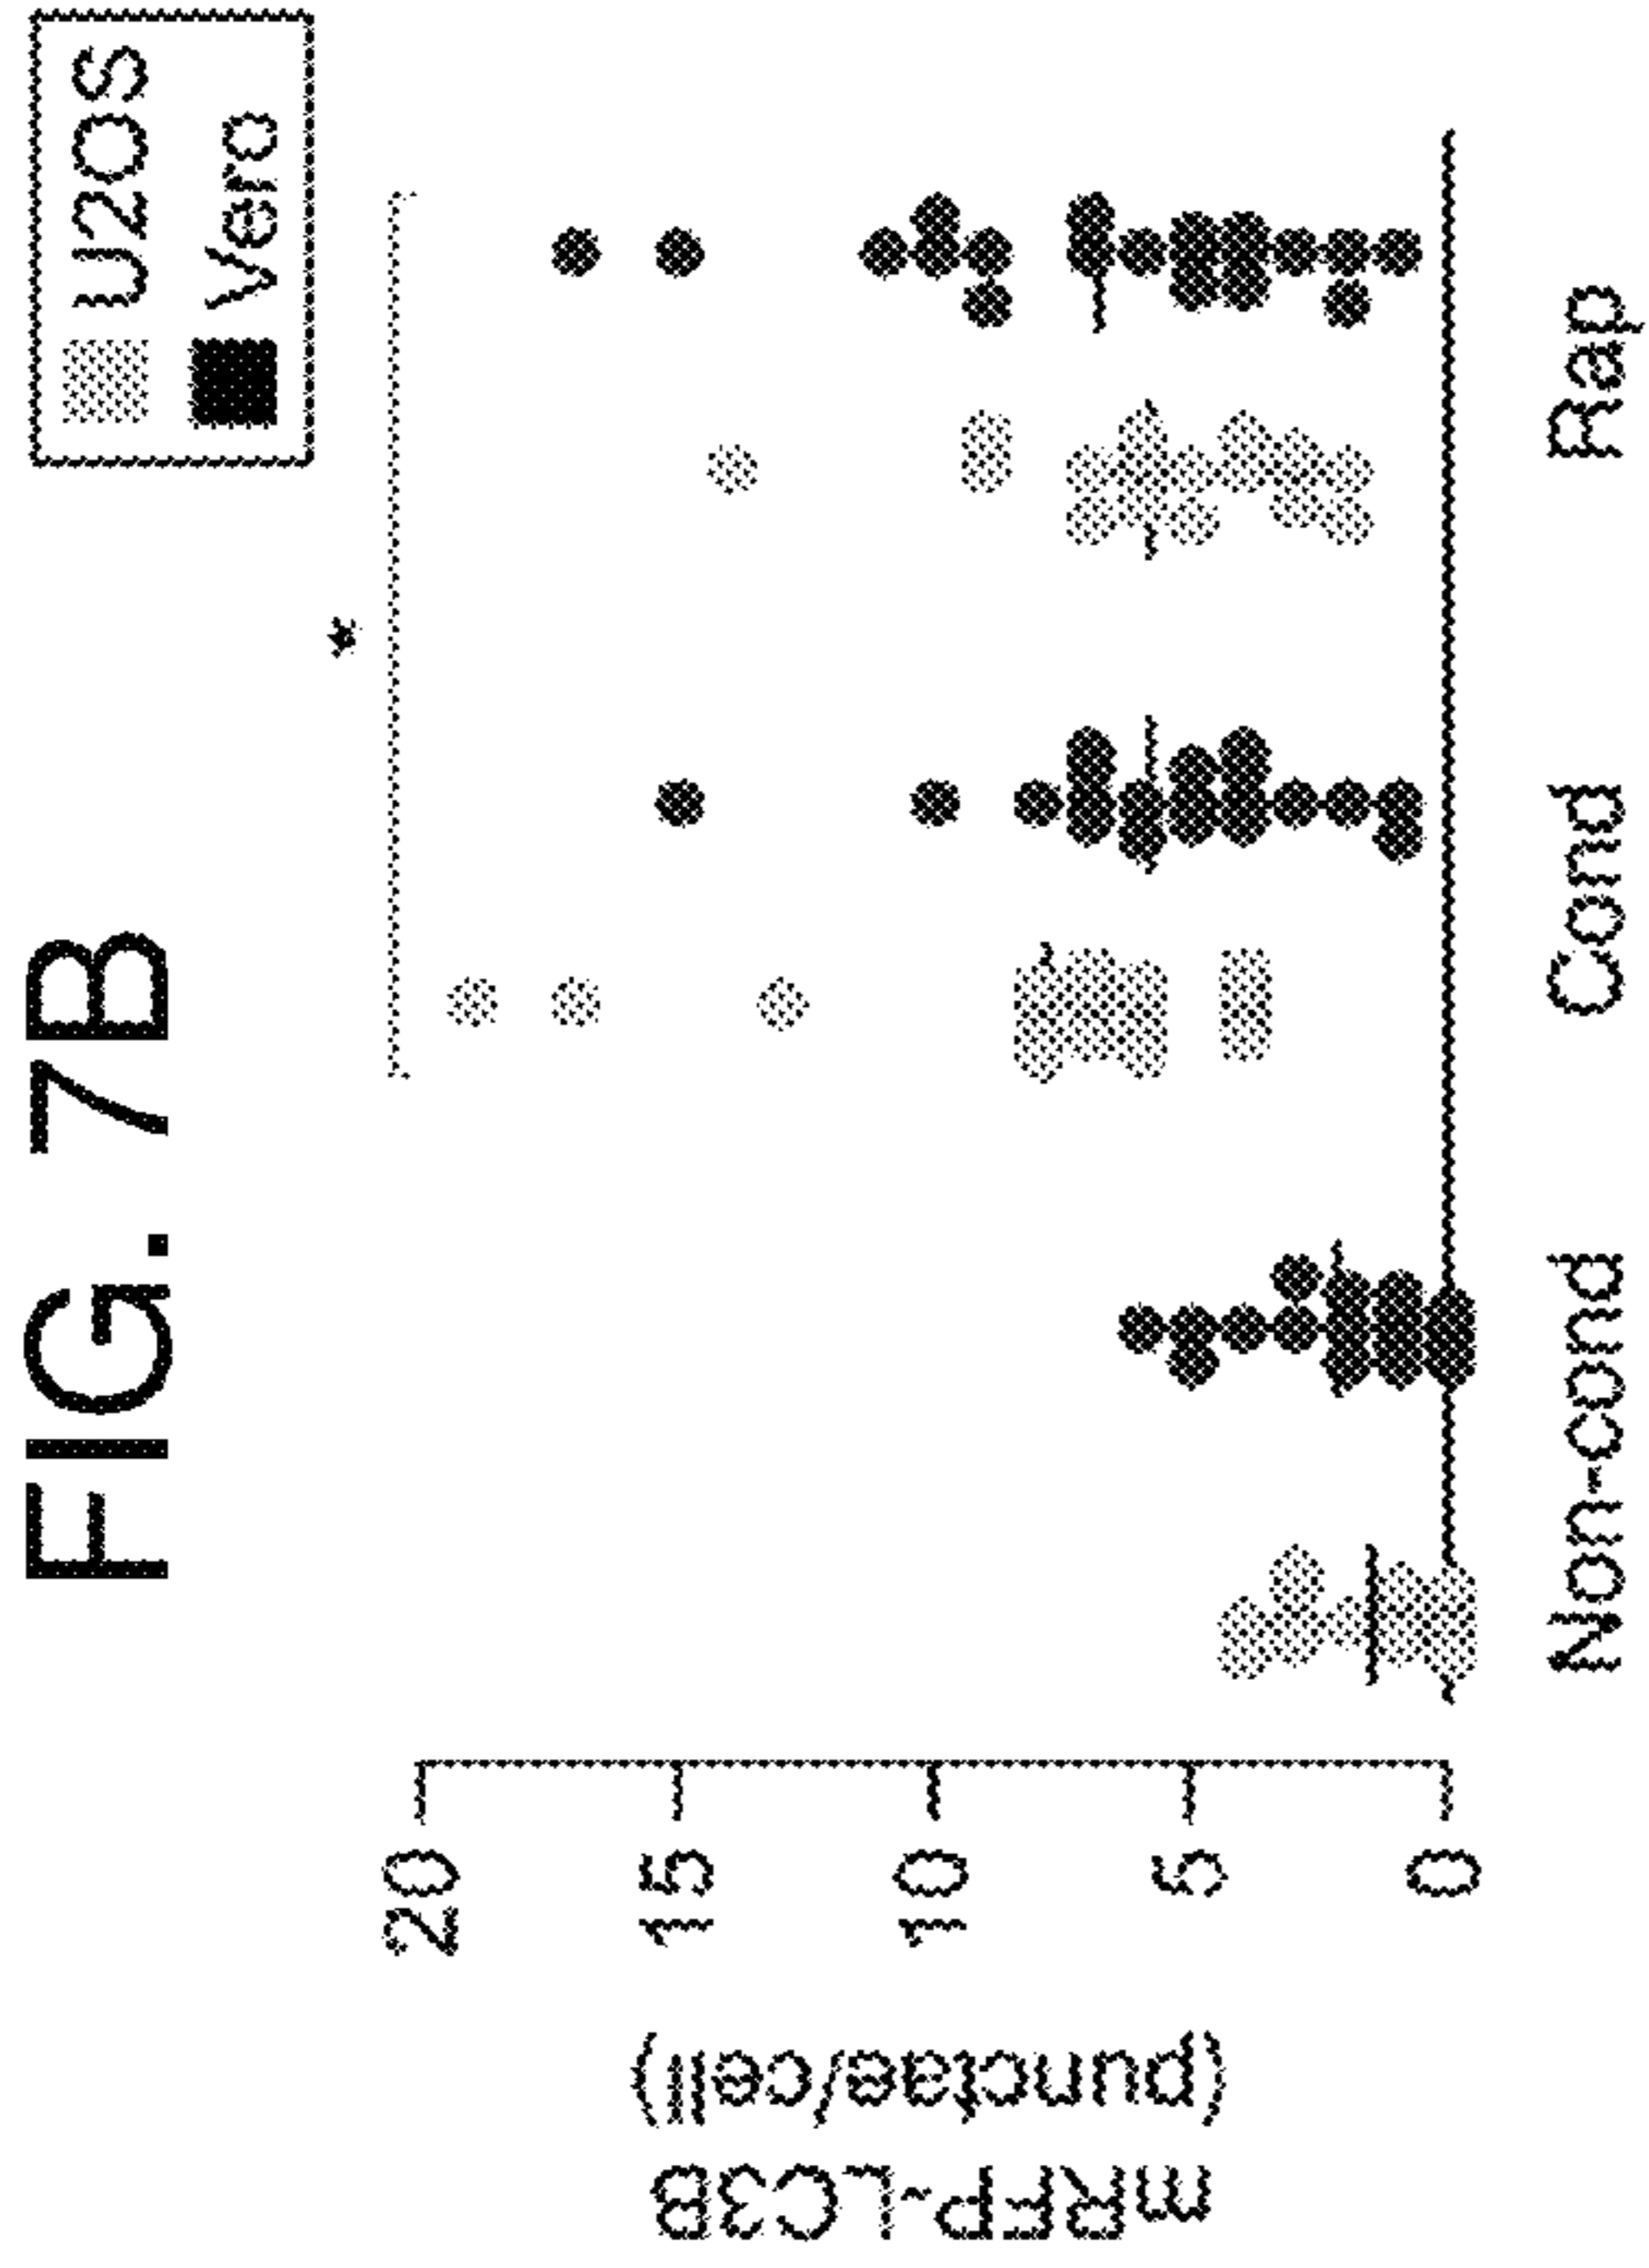 FIG. 7B
U2OS
Vero
*
mRFP-LC3B
(punctae/cell)
20
15
10
5
0
Non-cond
Cond
Rap